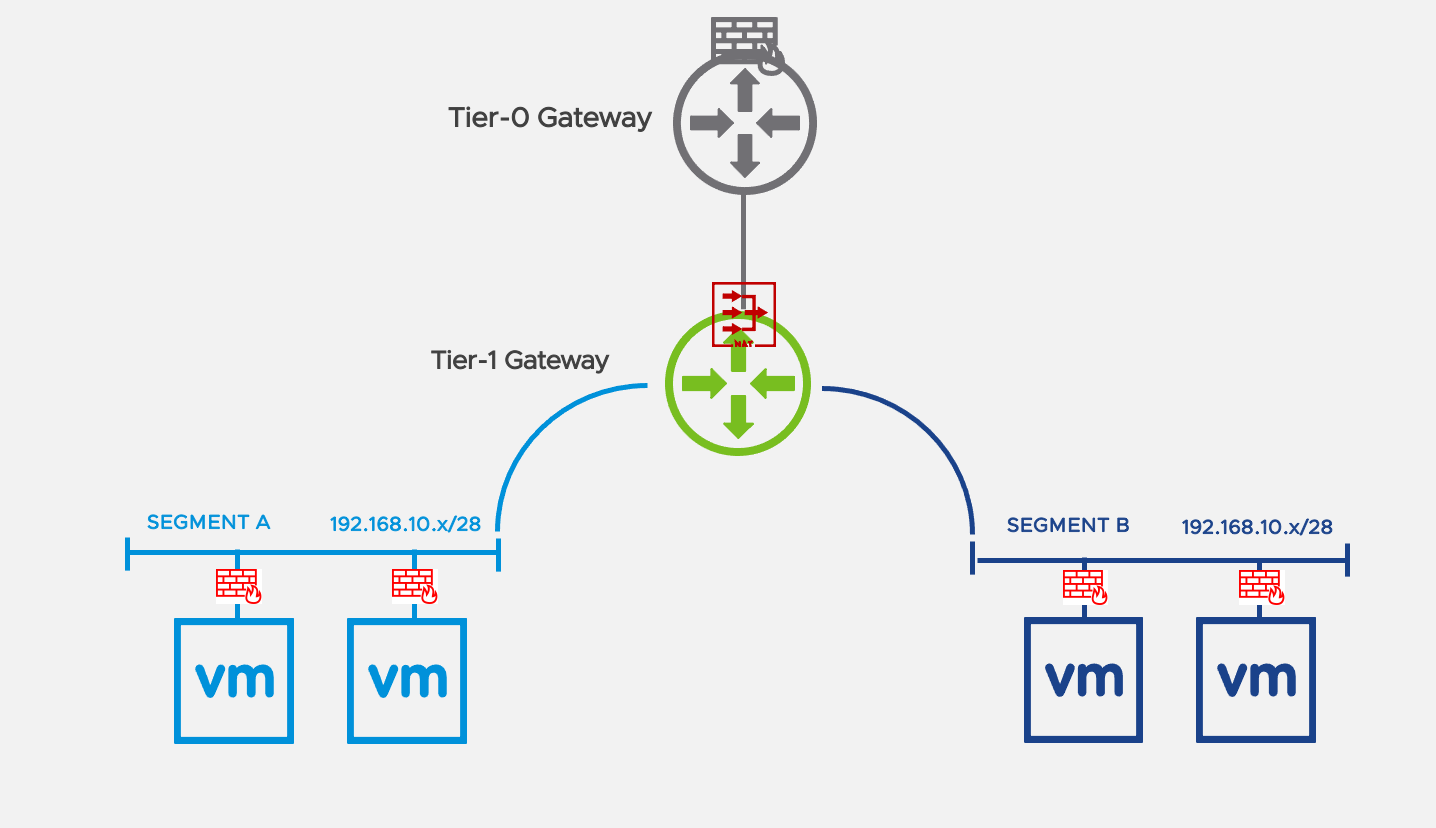 Tier-0 Gateway
Tier-1 Gateway
SEGMENT A 192.168.10.x/28
SEGMENT B 192.168.10.x/28
vm
vm
vm
vm